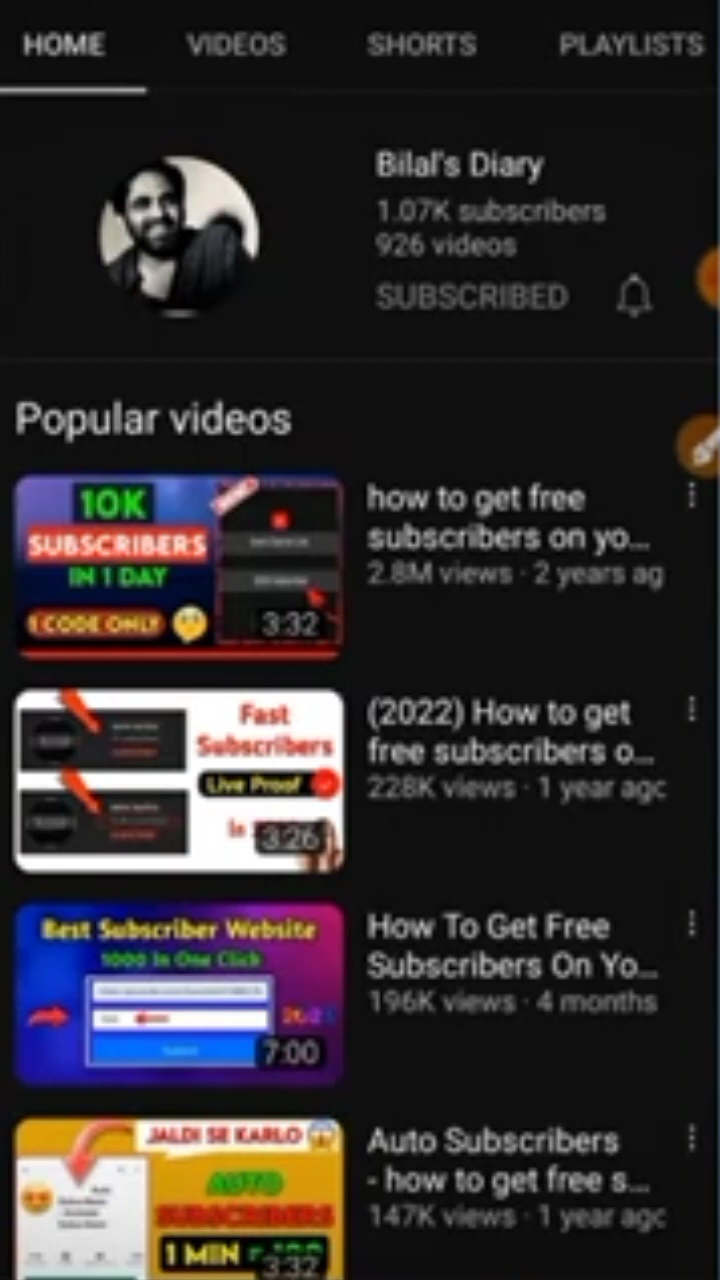 HOME VIDEOS SHORTS PLAYLISTS
Bilal's Diary
1.07K subscribers
926 videos
SUBSCRIBED
Popular videos
10K
SUBSCRIBERS
IN 1 DAY
1 CODE ONLY
3:32
how to get free
subscribers on yo...
2.8M views · 2 years ag
Fast
Subscribers
Live Proof
3:26
(2022) How to get
free subscribers o...
228K views · 1 year ago
Best Subscriber Website
1000 In One Click
7:00
How To Get Free
Subscribers On Yo...
196K views · 4 months
JALDI SE KARLO
AUTO
SUBSCRIBERS
1 MIN
3:32
Auto Subscribers
- how to get free s...
147K views · 1 year ago